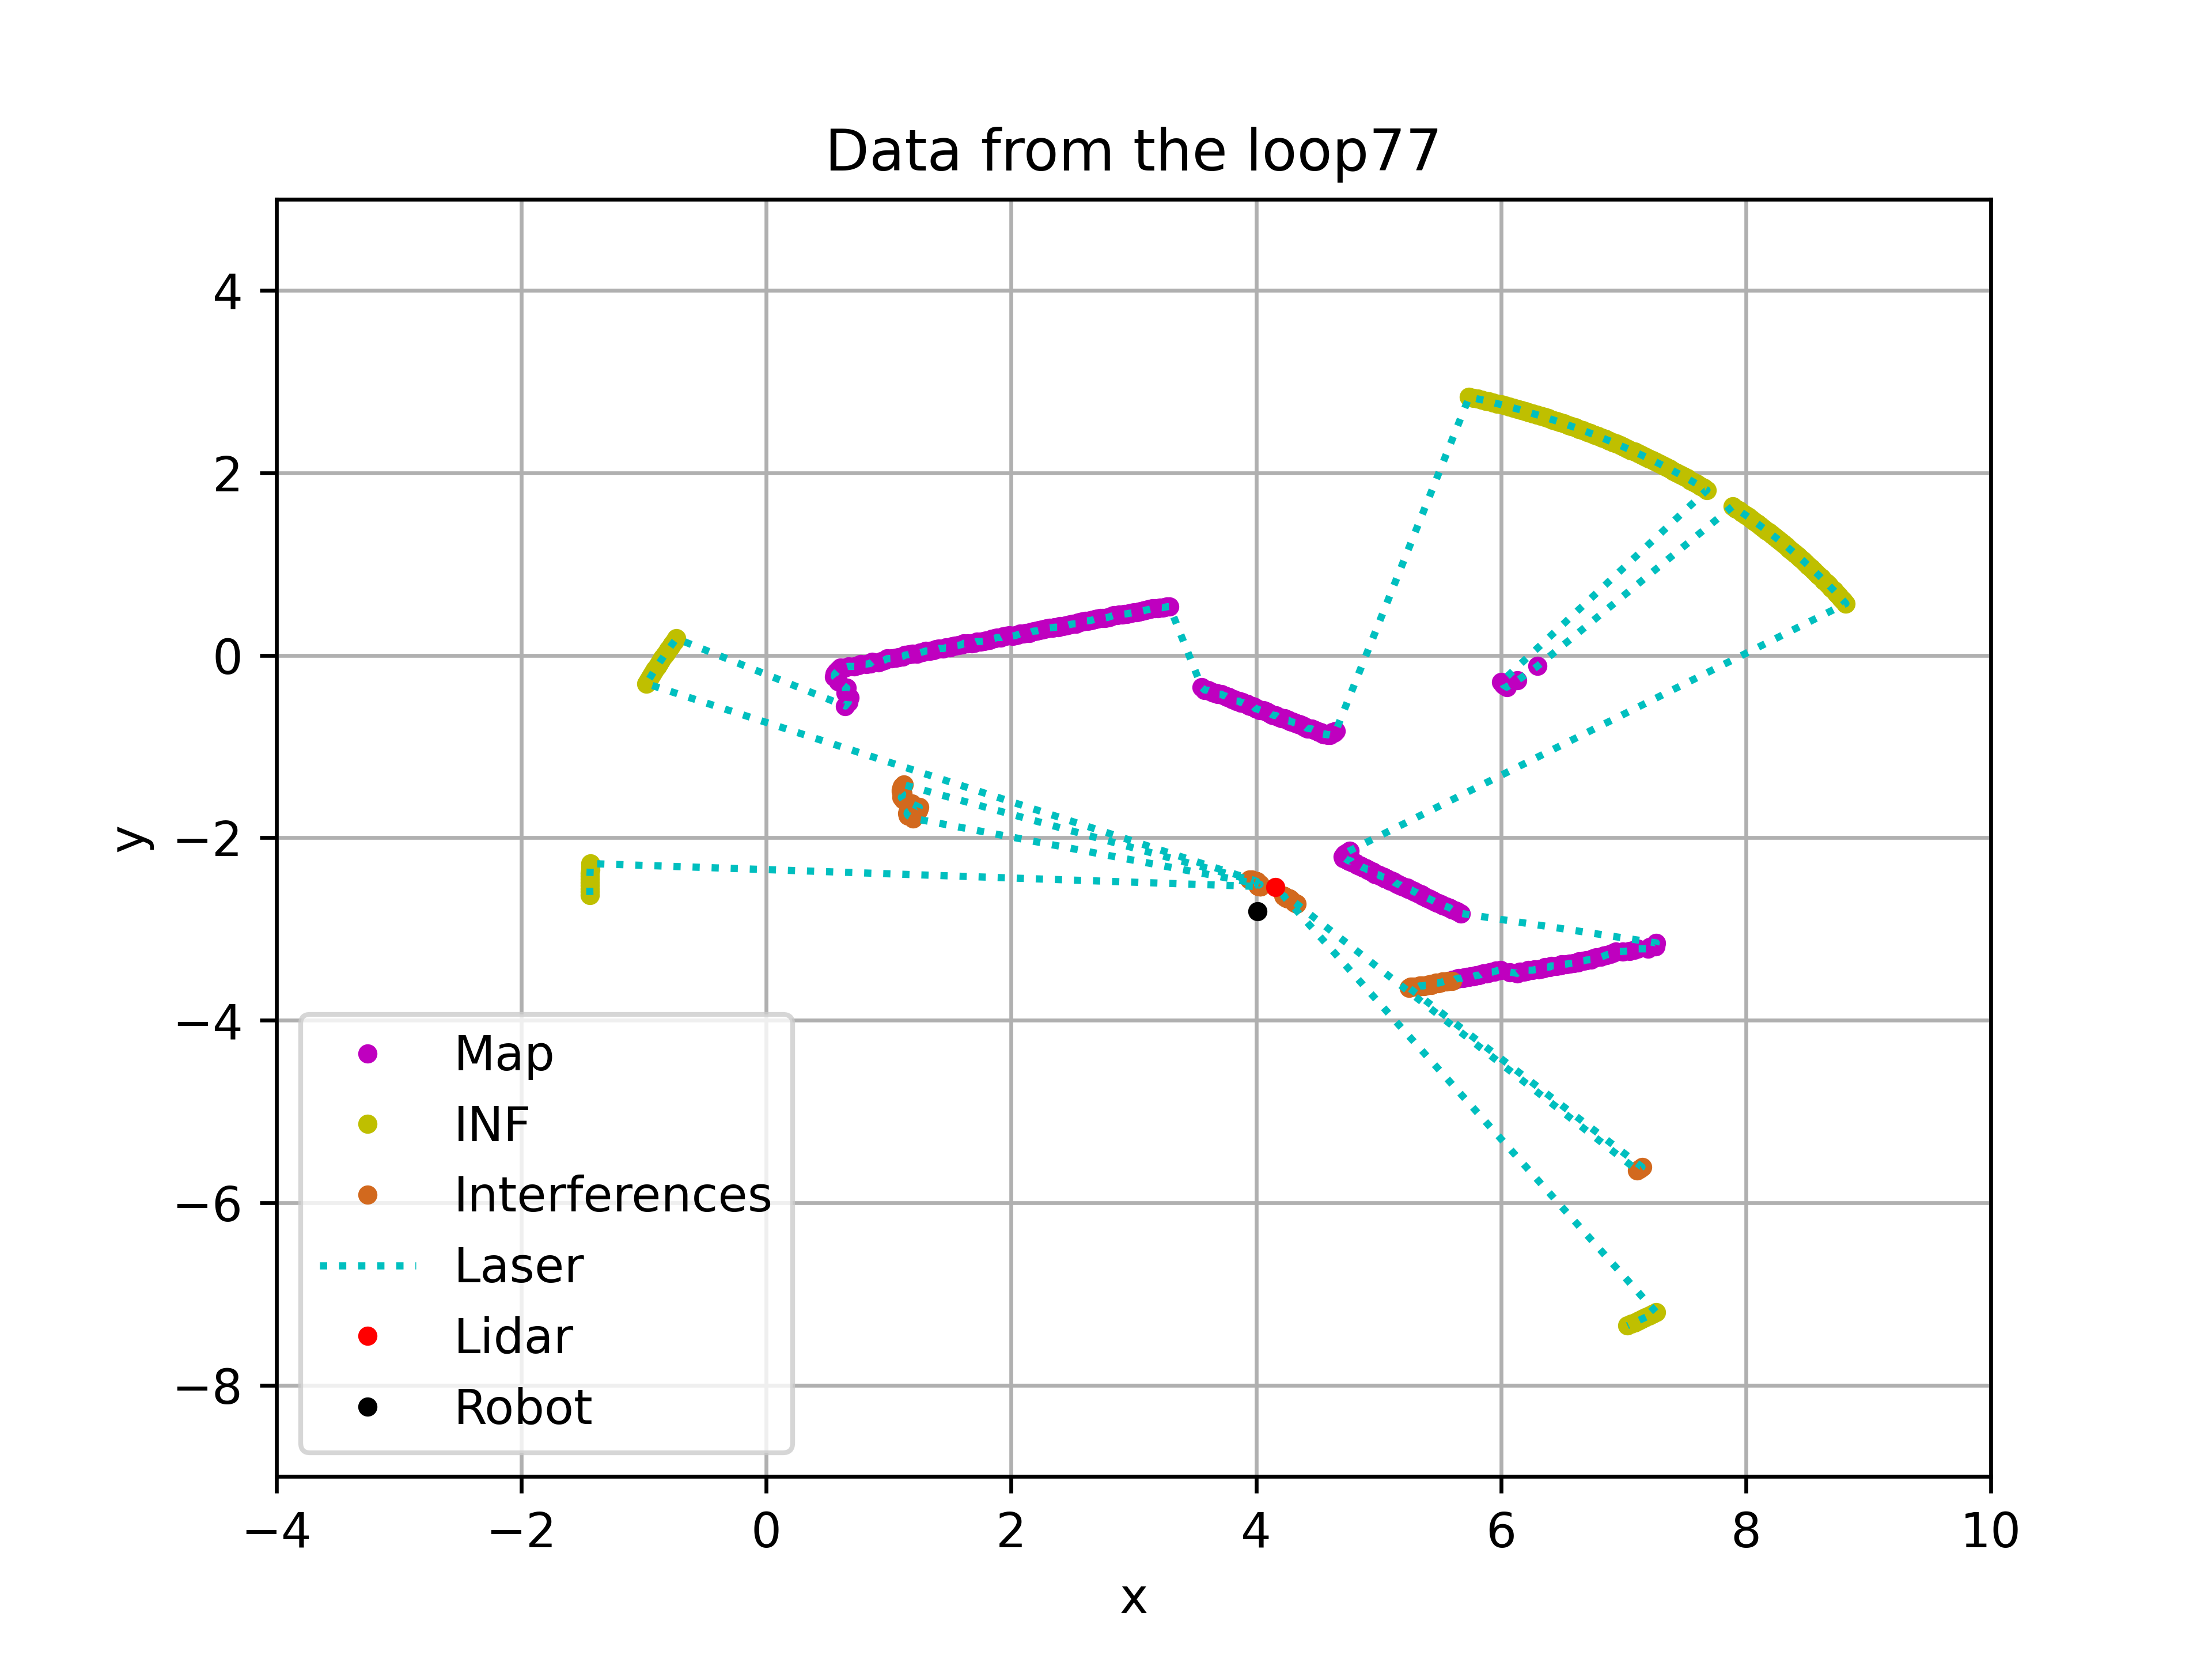 Data from the loop77
4
2
0
−2
−4
−6
−8
y
Map
INF
Interferences
Laser
Lidar
Robot
−4 −2 0 2 4 6 8 10
x